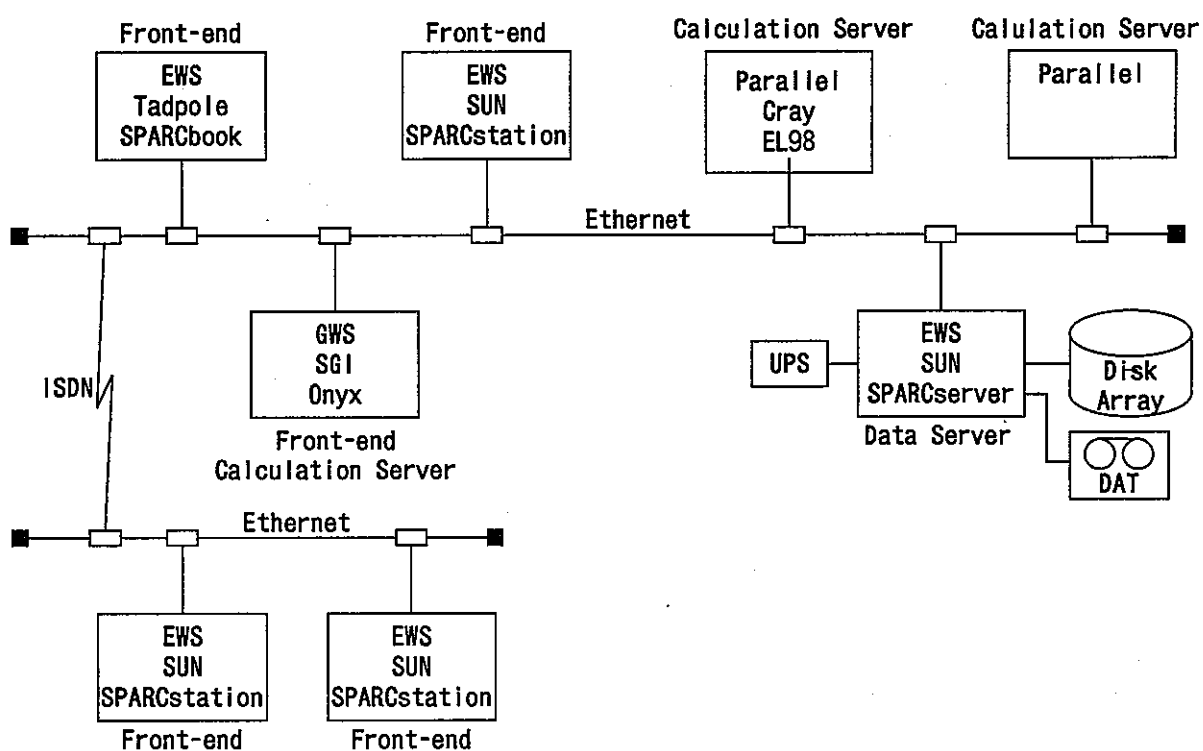 Front-end
EWS
Tadpole
SPARCbook
Front-end
EWS
SUN
SPARCstation
Calculation Server
Parallel
Cray
EL98
Calulation Server
Parallel
Ethernet
ISDN
GWS
SGI
Onyx
Front-end
Calculation Server
UPS
EWS
SUN
SPARCserver
Data Server
Disk
Array
DAT
Ethernet
EWS
SUN
SPARCstation
Front-end
EWS
SUN
SPARCstation
Front-end